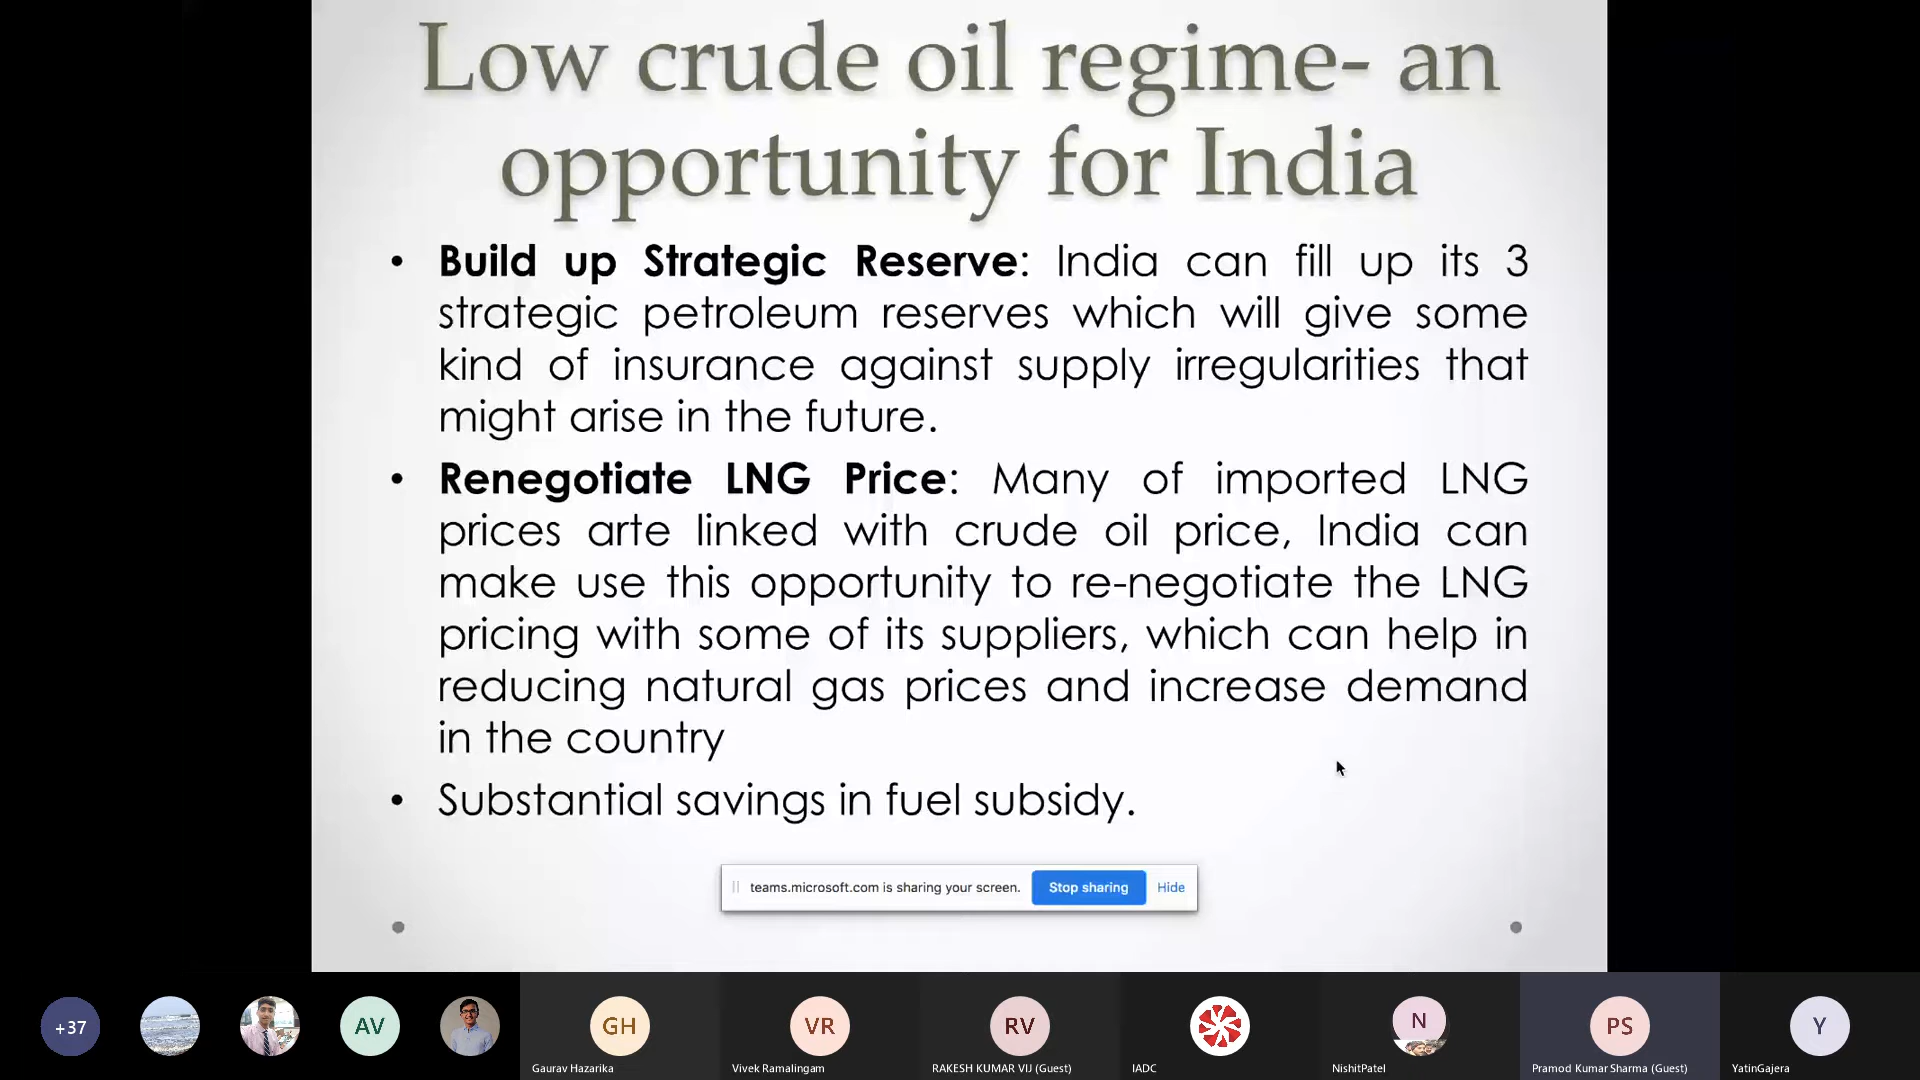 Low crude oil regime- an
opportunity for India
• Build up Strategic Reserve: India can fill up its 3
strategic petroleum reserves which will give some
kind of insurance against supply irregularities that
might arise in the future.
• Renegotiate LNG Price: Many of imported LNG
prices arte linked with crude oil price, India can
make use this opportunity to re-negotiate the LNG
pricing with some of its suppliers, which can help in
reducing natural gas prices and increase demand
in the country
• Substantial savings in fuel subsidy.
teams.microsoft.com is sharing your screen. Stop sharing Hide
+37 AV GH VR RV N PS Y
Gaurav Hazarika Vivek Ramalingam RAKESH KUMAR VIJ (Guest) IADC NishitPatel Pramod Kumar Sharma (Guest) YatinGajera